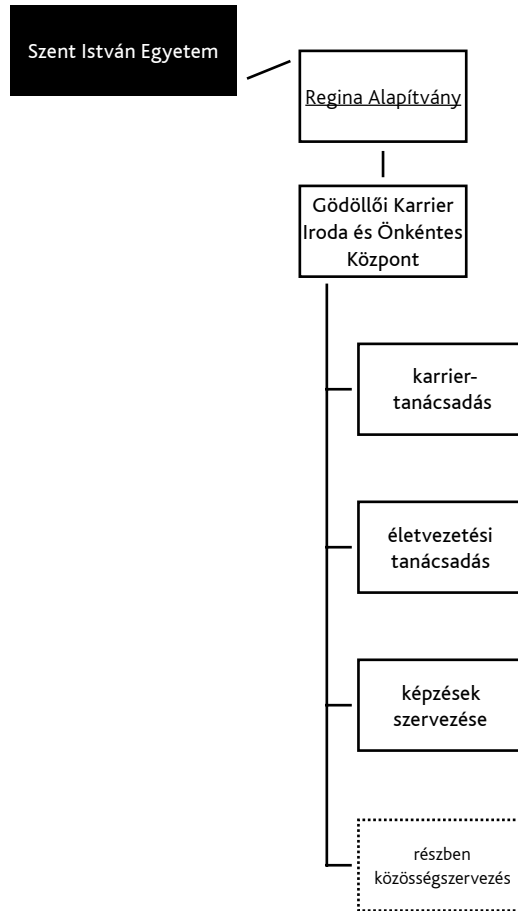 Szent István Egyetem
Regina Alapítvány
Gödöllői Karrier
Iroda és Önkéntes
Központ
karrier-
tanácsadás
életvezetési
tanácsadás
képzések
szervezése
részben
közösségszervezés